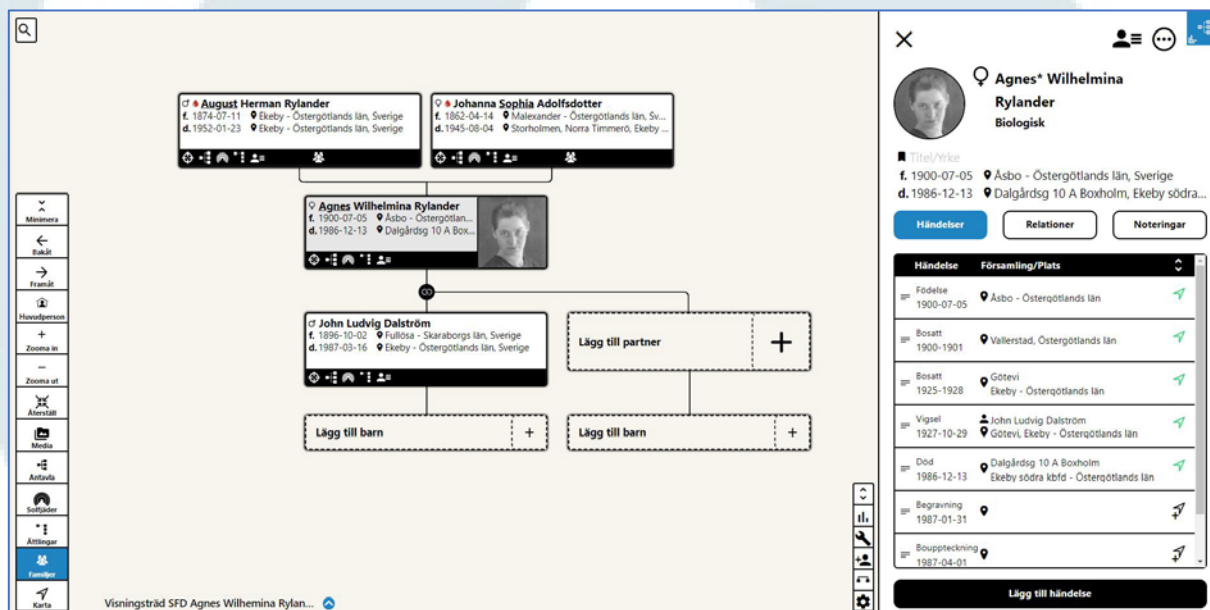 August Herman Rylander
f. 1874-07-11 Ekeby - Östergötlands län, Sverige
d. 1952-01-23 Ekeby - Östergötlands län, Sverige
Johanna Sophia Adolfsdotter
f. 1862-04-14 Malexander - Östergötlands län, Sv...
d. 1945-08-04 Storholmen, Norra Timmerö, Ekeby ...
Agnes Wilhelmina Rylander
f. 1900-07-05 Åsbo - Östergötlan...
d. 1986-12-13 Dalgårdsg 10 A Box...
John Ludvig Dalström
f. 1896-10-02 Fullösa - Skaraborgs län, Sverige
d. 1987-03-16 Ekeby - Östergötlands län, Sverige
Lägg till partner
+
Lägg till barn +
Lägg till barn +
Minimera
Bakåt
Framåt
Huvudperson
+
Zooma in
−
Zooma ut
Återställ
Media
Antavla
Solfjäder
Ättlingar
Familjer
Karta
Visningsträd SFD Agnes Wilhemina Rylan...
Agnes* Wilhelmina
Rylander
Biologisk
Titel/Yrke
f. 1900-07-05 Åsbo - Östergötlands län, Sverige
d. 1986-12-13 Dalgårdsg 10 A Boxholm, Ekeby södra...
Händelser Relationer Noteringar
Händelse Församling/Plats
Födelse
1900-07-05 Åsbo - Östergötlands län
Bosatt
1900-1901 Vallerstad, Östergötlands län
Bosatt
1925-1928
Götevi
Ekeby - Östergötlands län
Vigsel
1927-10-29
John Ludvig Dalström
Götevi, Ekeby - Östergötlands län
Död
1986-12-13
Dalgårdsg 10 A Boxholm
Ekeby södra kbfd - Östergötlands län
Begravning
1987-01-31
Bouppteckning
1987-04-01
Lägg till händelse